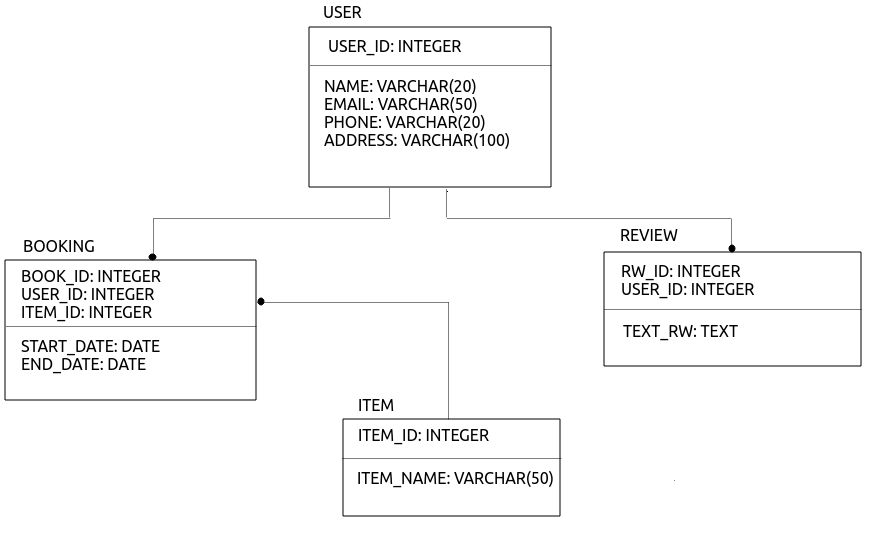 USER
USER_ID: INTEGER
NAME: VARCHAR(20)
EMAIL: VARCHAR(50)
PHONE: VARCHAR(20)
ADDRESS: VARCHAR(100)
BOOKING
BOOK_ID: INTEGER
USER_ID: INTEGER
ITEM_ID: INTEGER
START_DATE: DATE
END_DATE: DATE
REVIEW
RW_ID: INTEGER
USER_ID: INTEGER
TEXT_RW: TEXT
ITEM
ITEM_ID: INTEGER
ITEM_NAME: VARCHAR(50)